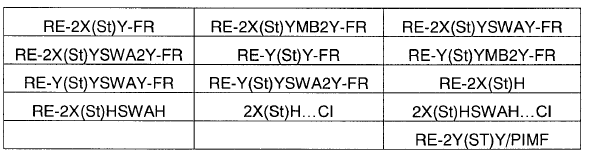 RE-2X(St)Y-FR RE-2X(St)YMB2Y-FR RE-2X(St)YSWAY-FR
RE-2X(St)YSWA2Y-FR RE-Y(St)Y-FR RE-Y(St)YMB2Y-FR
RE-Y(St)YSWAY-FR RE-Y(St)YSWA2Y-FR RE-2X(St)H
RE-2X(St)HSWAH 2X(St)H...CI 2X(St)HSWAH...CI
RE-2Y(ST)Y/PIMF